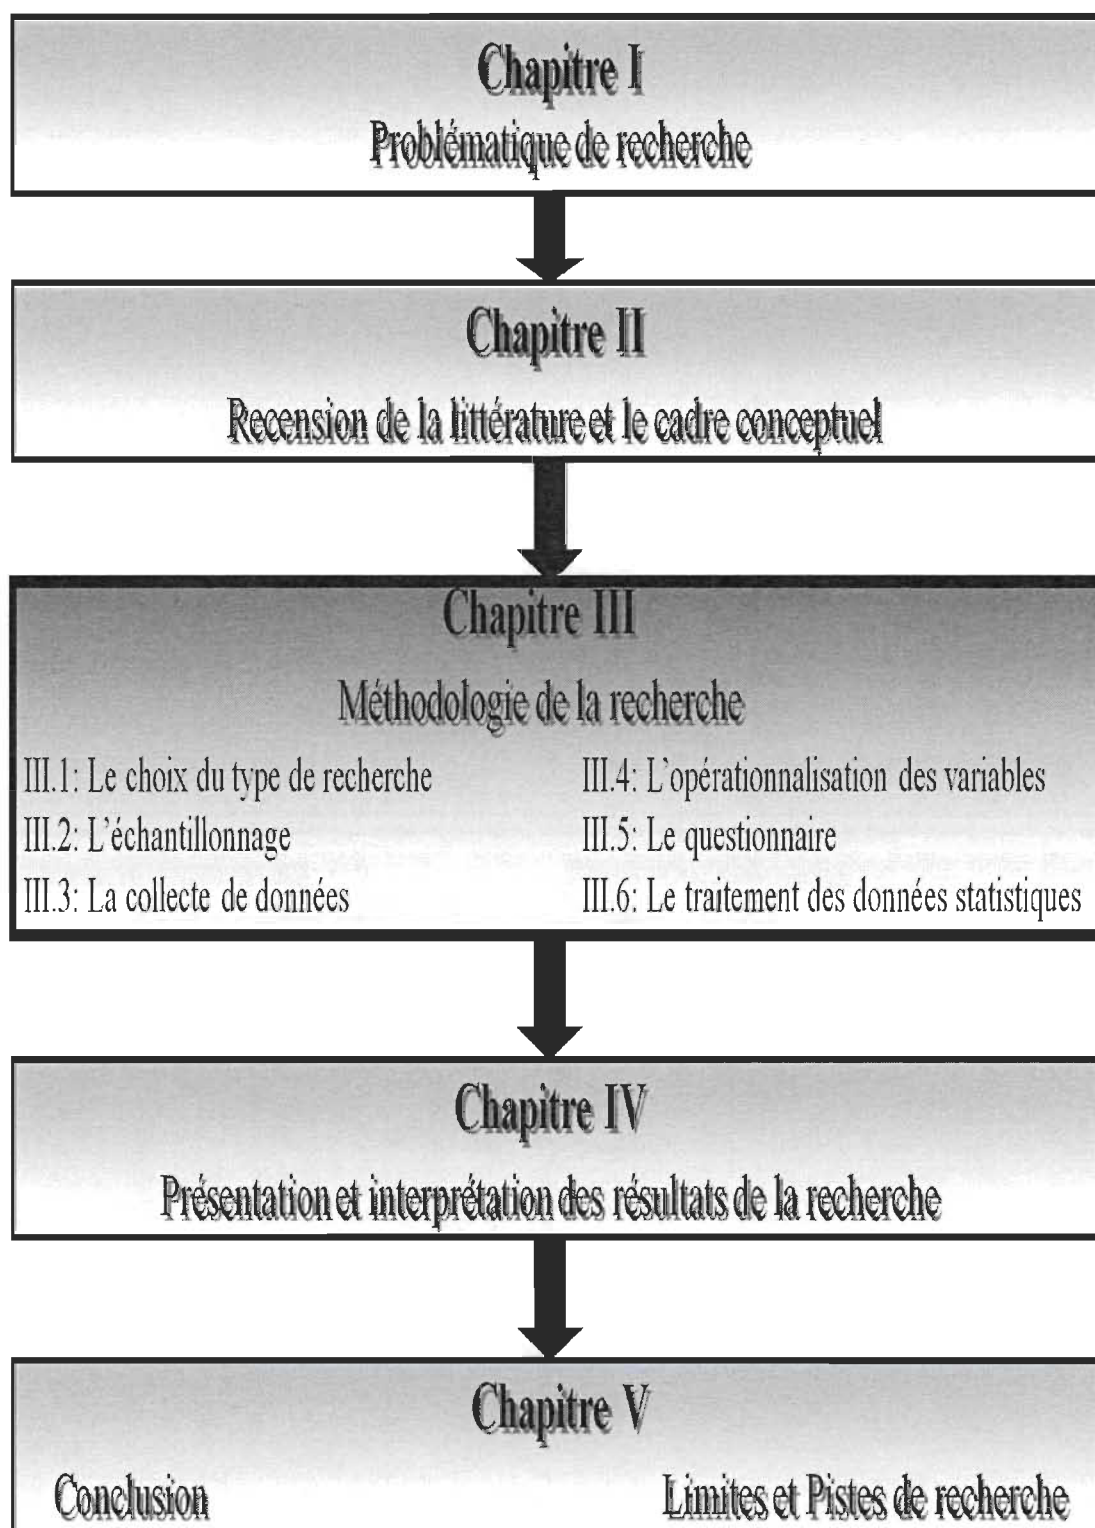 Chapitre I
Problématique de recherche
Chapitre II
Recension de la littérature et le cadre conceptuel
Chapitre III
Méthodologie de la recherche
III.1: Le choix du type de recherche
III.2: L'échantillonnage
III.3: La collecte de données
III.4: L'opérationnalisation des variables
III.5: Le questionnaire
III.6: Le traitement des données statistiques
Chapitre IV
Présentation et interprétation des résultats de la recherche
Chapitre V
Conclusion
Limites et Pistes de recherche